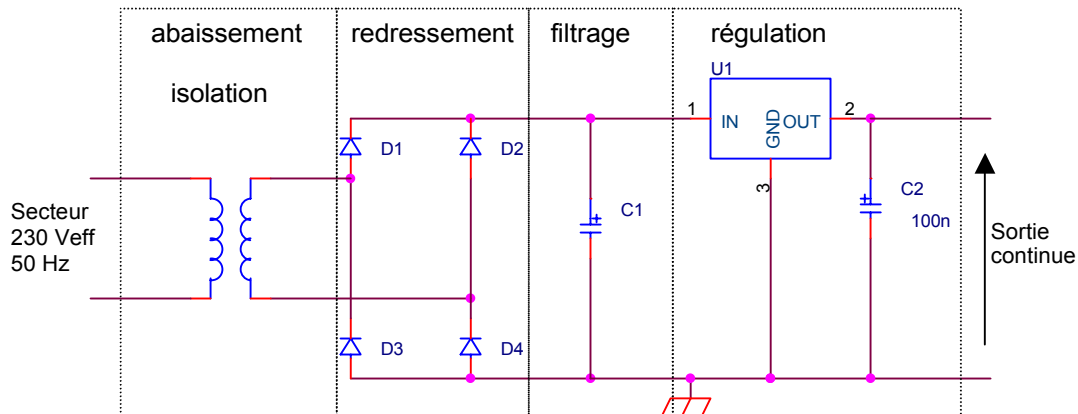 abaissement
isolation
redressement
filtrage
régulation
U1
1
IN
GND
OUT
2
3
D1
D2
C1
C2
100n
Secteur
230 Veff
50 Hz
Sortie
continue
D3
D4